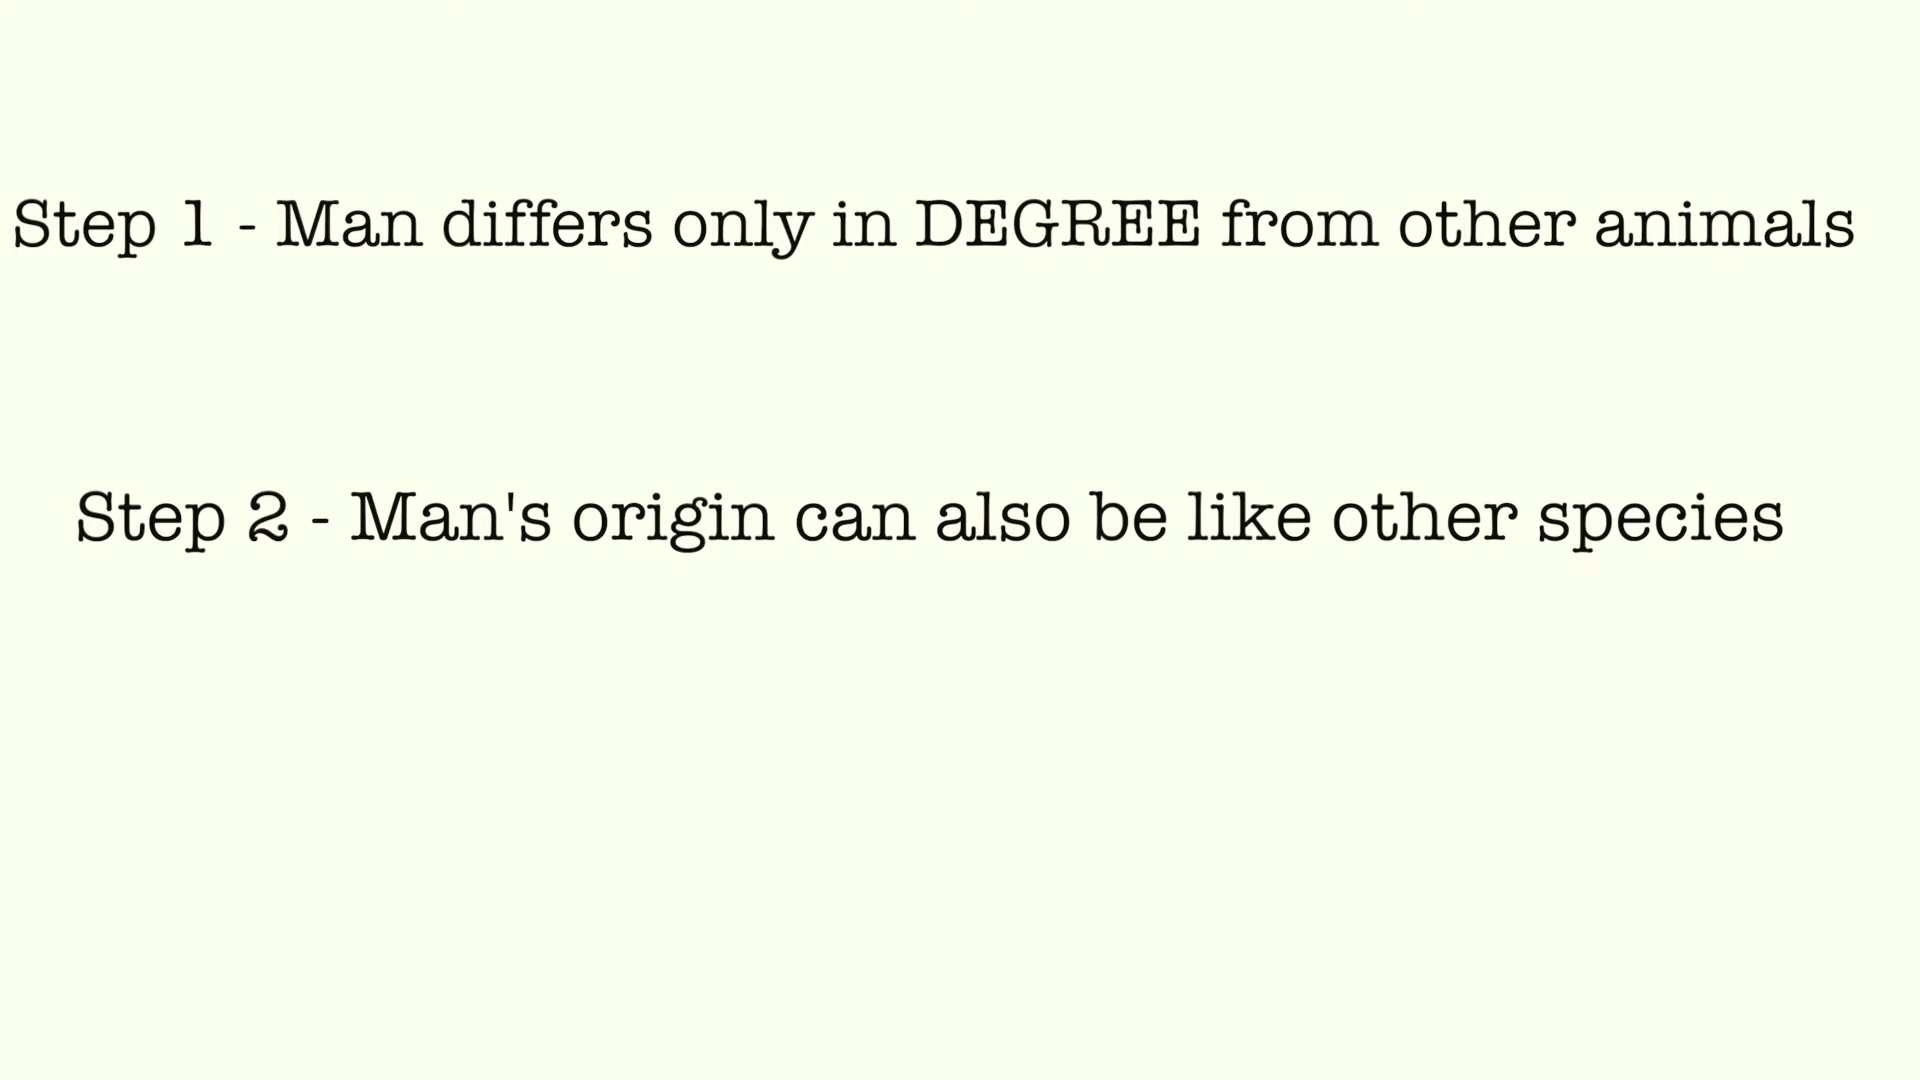 Step 1 - Man differs only in DEGREE from other animals
Step 2 - Man's origin can also be like other species